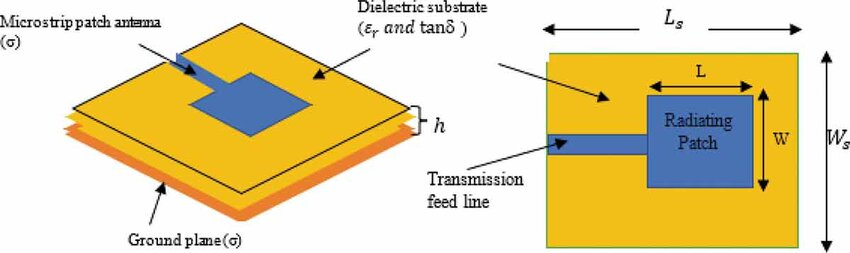 Microstrip patch antenna
(σ)
Dielectric substrate
(εr and tanδ )
h
Ground plane (σ)
Ls
L
Radiating
Patch
W
Ws
Transmission
feed line